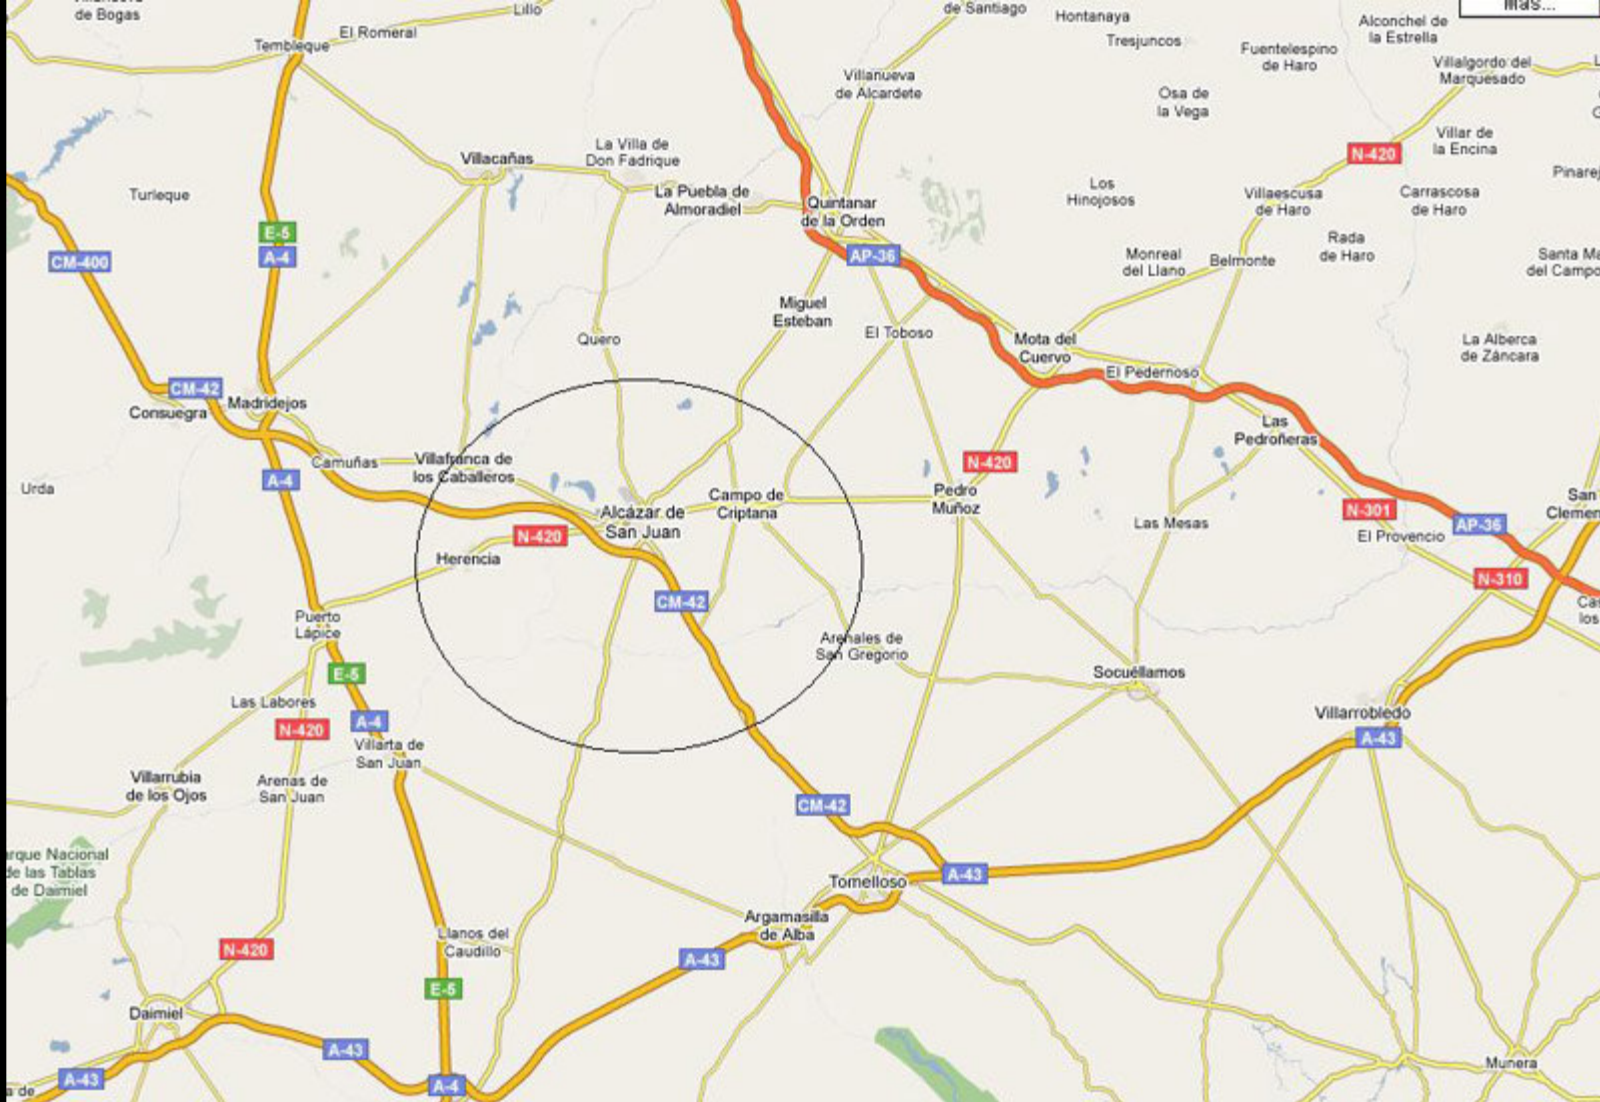 de Bogas
Lillo
de Santiago
Hontanaya
Alconchel de
la Estrella
Mas...
El Romeral
Tembleque
Tresjuncos
Fuentelespino
de Haro
Villalgordo del
Marquesado
Villanueva
de Alcardete
Osa de
la Vega
Villar de
la Encina
N-420
Villacañas
La Villa de
Don Fadrique
Turleque
La Puebla de
Almoradiel
Quintanar
de la Orden
Los
Hinojosos
Villaescusa
de Haro
Carrascosa
de Haro
E-5
A-4
CM-400
AP-36
Monreal
del Llano
Belmonte
Rada
de Haro
Santa Ma
del Campo
Miguel
Esteban
El Toboso
Quero
Mota del
Cuervo
El Pedernoso
La Alberca
de Záncara
CM-42
Consuegra
Madridejos
Las
Pedroñeras
Camuñas
Villafranca de
los Caballeros
N-420
Urda
A-4
Alcázar de
San Juan
Campo de
Criptana
Pedro
Muñoz
Las Mesas
N-301
AP-36
San
Clemen
El Provencio
N-420
Herencia
N-310
CM-42
Puerto
Lápice
Arenales de
San Gregorio
E-5
Socuéllamos
Las Labores
N-420
A-4
Villarta de
San Juan
Villarrobledo
A-43
Villarrubia
de los Ojos
Arenas de
San Juan
CM-42
arque Nacional
de las Tablas
de Daimiel
Tomelloso
A-43
Argamasilla
de Alba
Llanos del
Caudillo
N-420
A-43
E-5
Daimiel
A-43
A-43
A-4
Munera